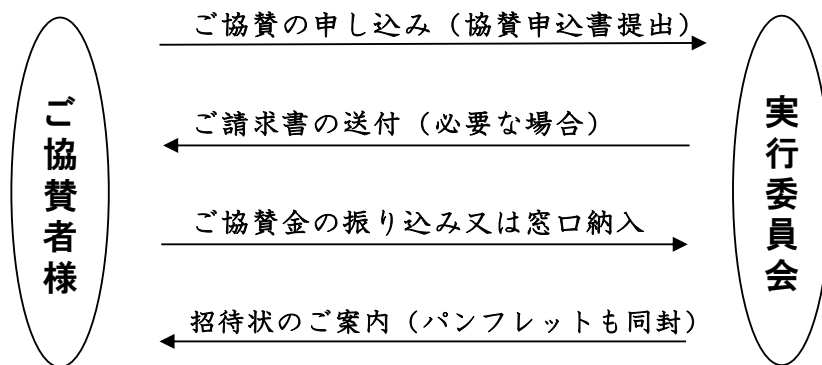 ご協賛の申し込み（協賛申込書提出）
ご協賛者様
実行委員会
ご請求書の送付（必要な場合）
ご協賛金の振り込み又は窓口納入
招待状のご案内（パンフレットも同封）